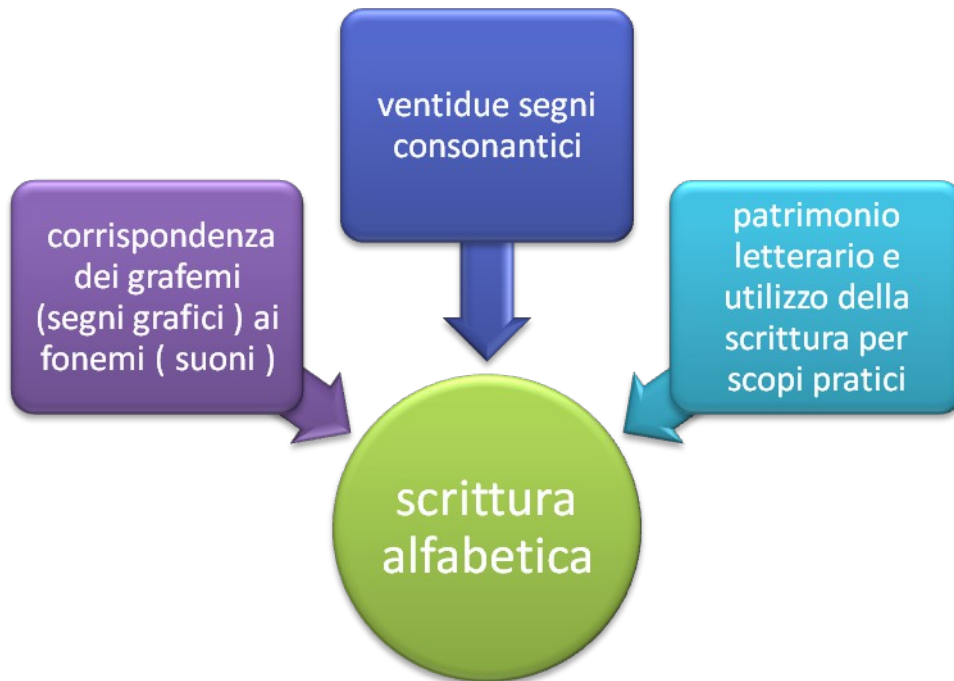 ventidue segni
consonantici
corrispondenza
dei grafemi
(segni grafici ) ai
fonemi ( suoni )
patrimonio
letterario e
utilizzo della
scrittura per
scopi pratici
scrittura
alfabetica